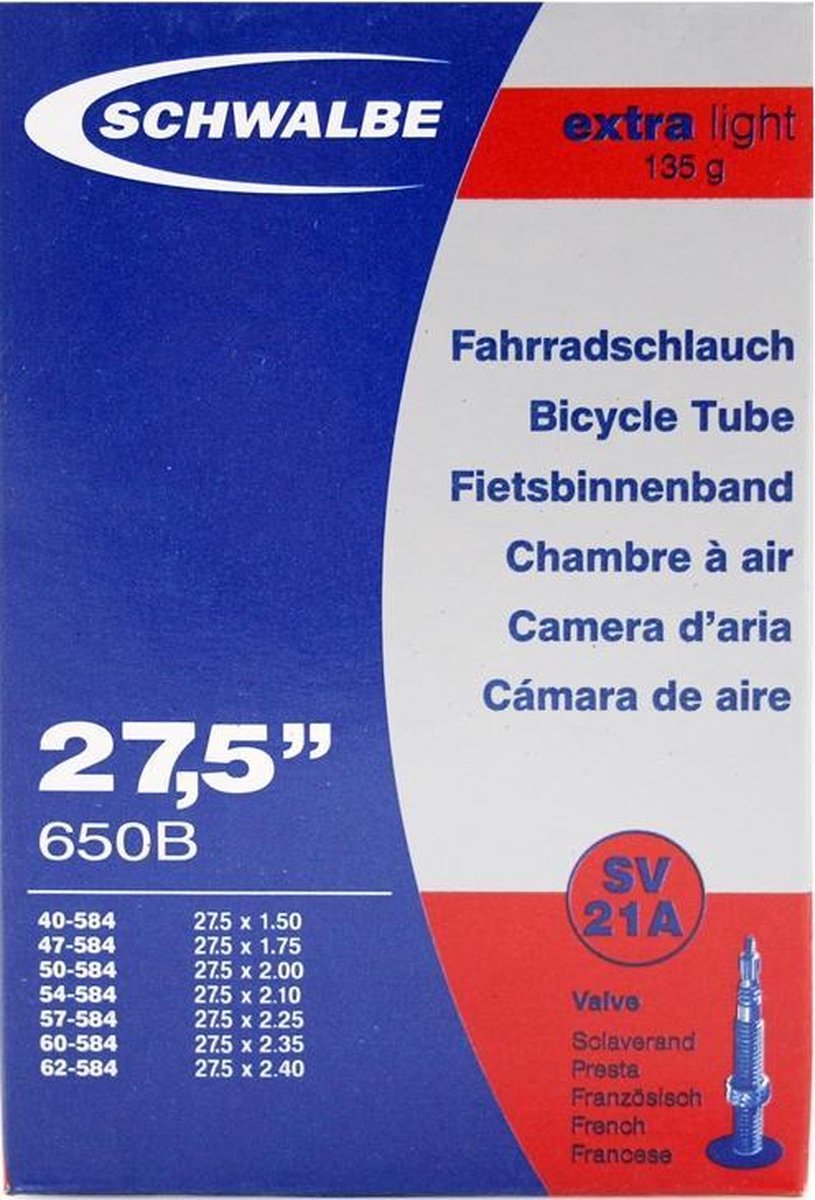 SCHWALBE
extra light
135 g
Fahrradschlauch
Bicycle Tube
Fietsbinnenband
Chambre à air
Camera d'aria
Cámara de aire
27,5”
650B
40-584 27.5 x 1.50
47-584 27.5 x 1.75
50-584 27.5 x 2.00
54-584 27.5 x 2.10
57-584 27.5 x 2.25
60-584 27.5 x 2.35
62-584 27.5 x 2.40
SV
21A
Valve
Sclaverand
Presta
Französisch
French
Francese